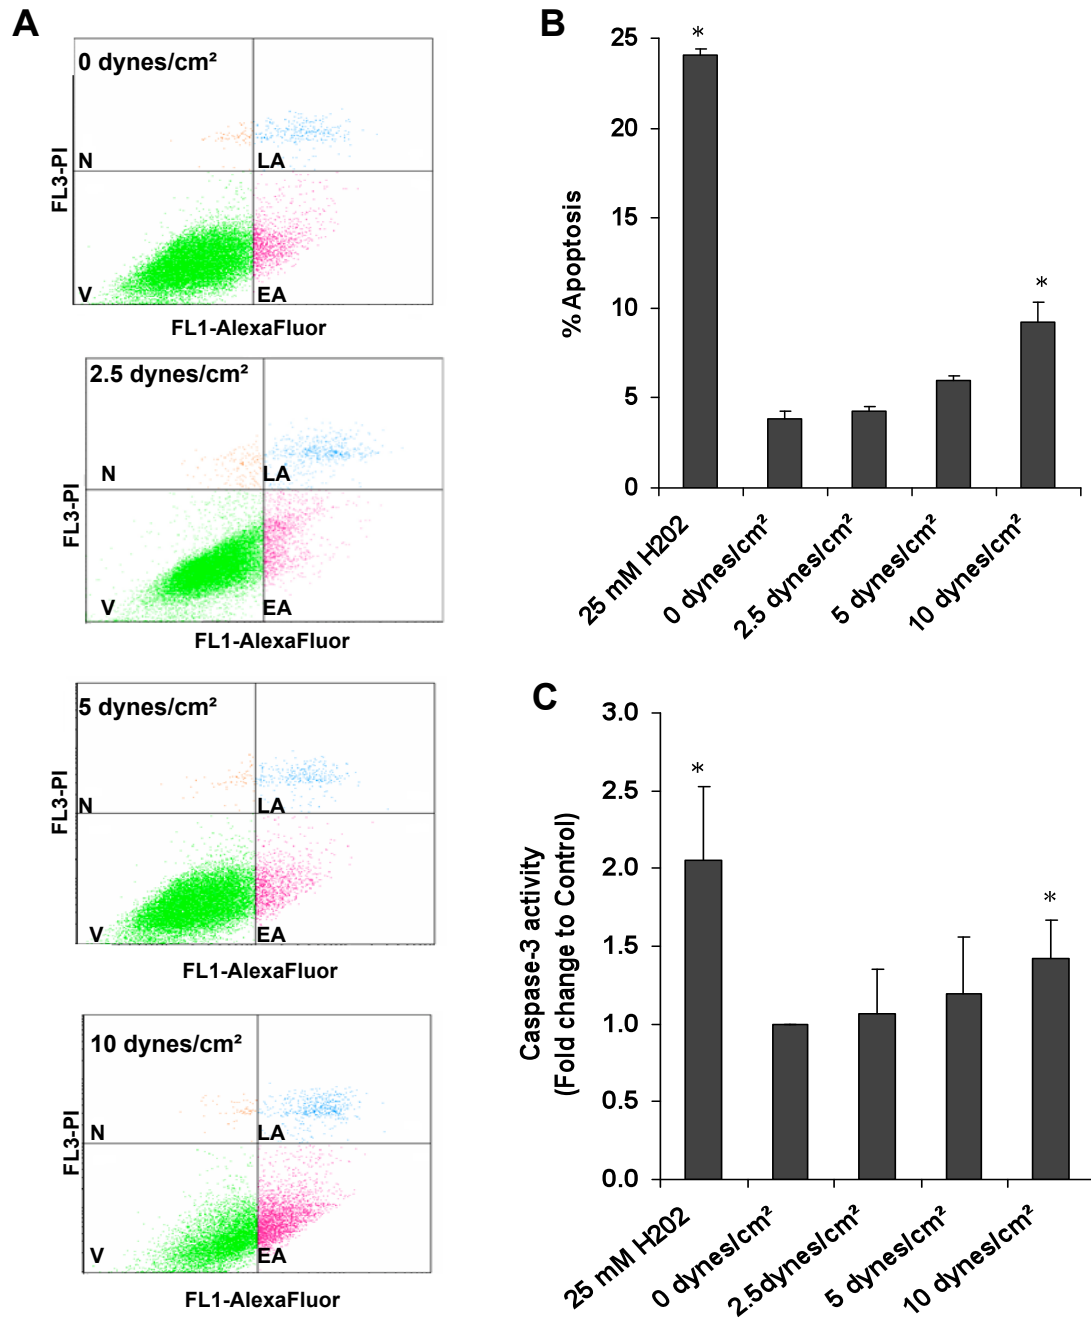 A
0 dynes/cm²
N
LA
V
EA
FL3-PI
FL1-AlexaFluor
2.5 dynes/cm²
N
LA
V
EA
FL3-PI
FL1-AlexaFluor
5 dynes/cm²
N
LA
V
EA
FL3-PI
FL1-AlexaFluor
10 dynes/cm²
N
LA
V
EA
FL3-PI
FL1-AlexaFluor
B
% Apoptosis
25
20
15
10
5
0
*
*
25 mM H202
0 dynes/cm²
2.5 dynes/cm²
5 dynes/cm²
10 dynes/cm²
C
Caspase-3 activity
(Fold change to Control)
3.0
2.5
2.0
1.5
1.0
0.5
0.0
*
*
25 mM H202
0 dynes/cm²
2.5dynes/cm²
5 dynes/cm²
10 dynes/cm²